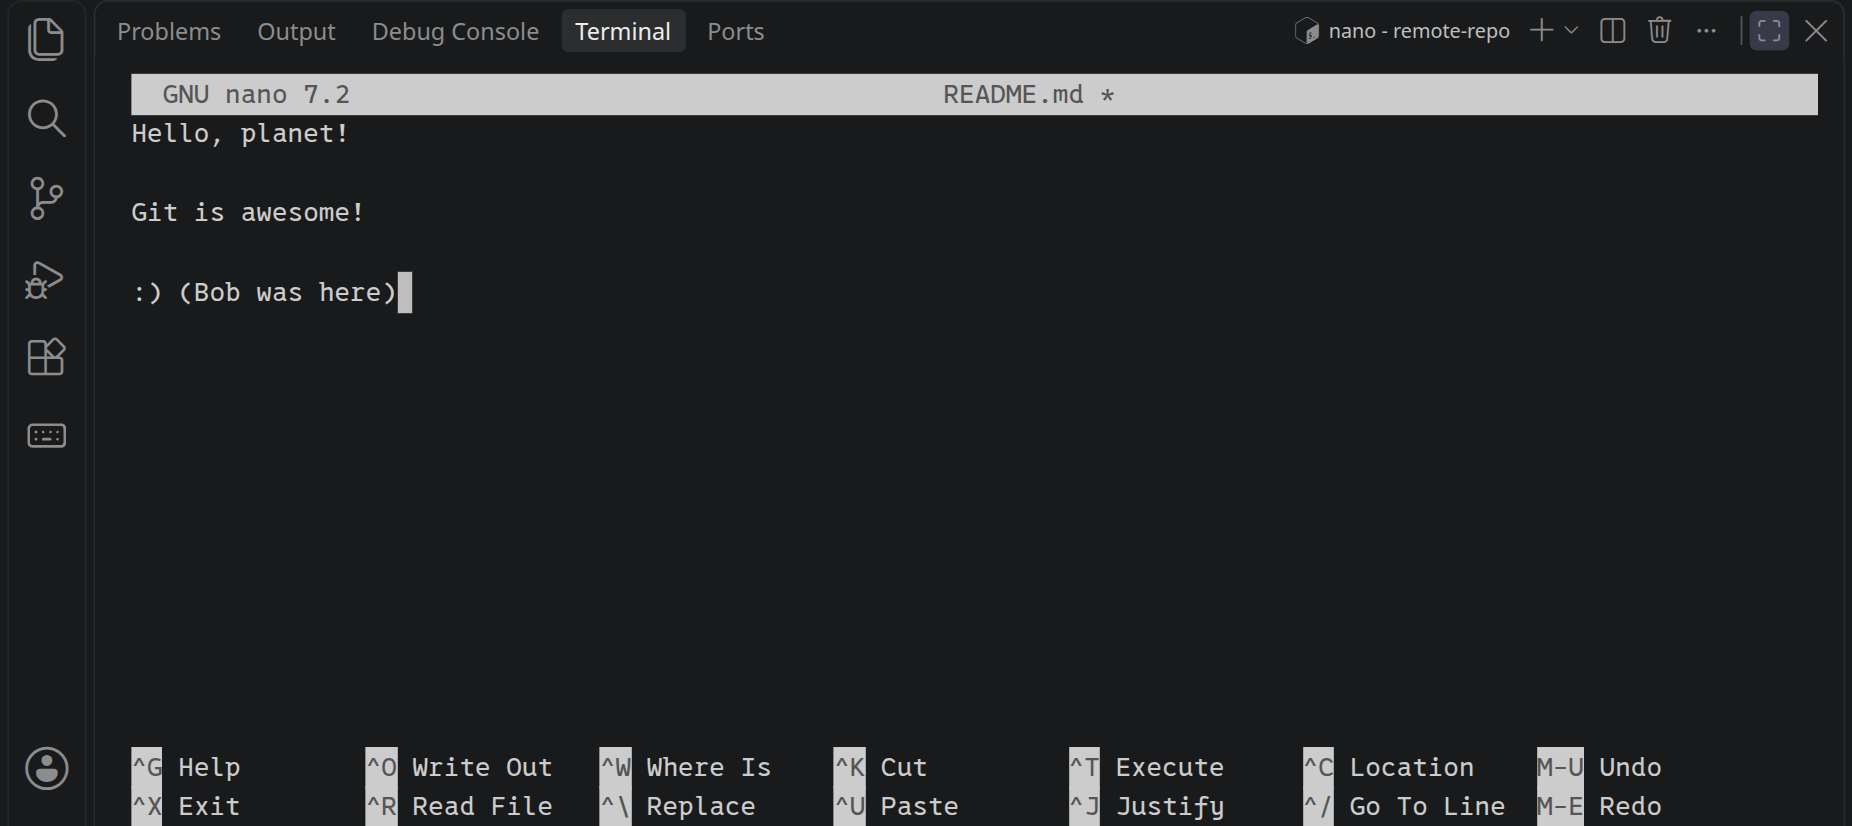 Problems Output Debug Console Terminal Ports nano - remote-repo
GNU nano 7.2 README.md *
Hello, planet!
Git is awesome!
:) (Bob was here)
^G Help ^O Write Out ^W Where Is ^K Cut ^T Execute ^C Location M-U Undo
^X Exit ^R Read File ^\ Replace ^U Paste ^J Justify ^/ Go To Line M-E Redo